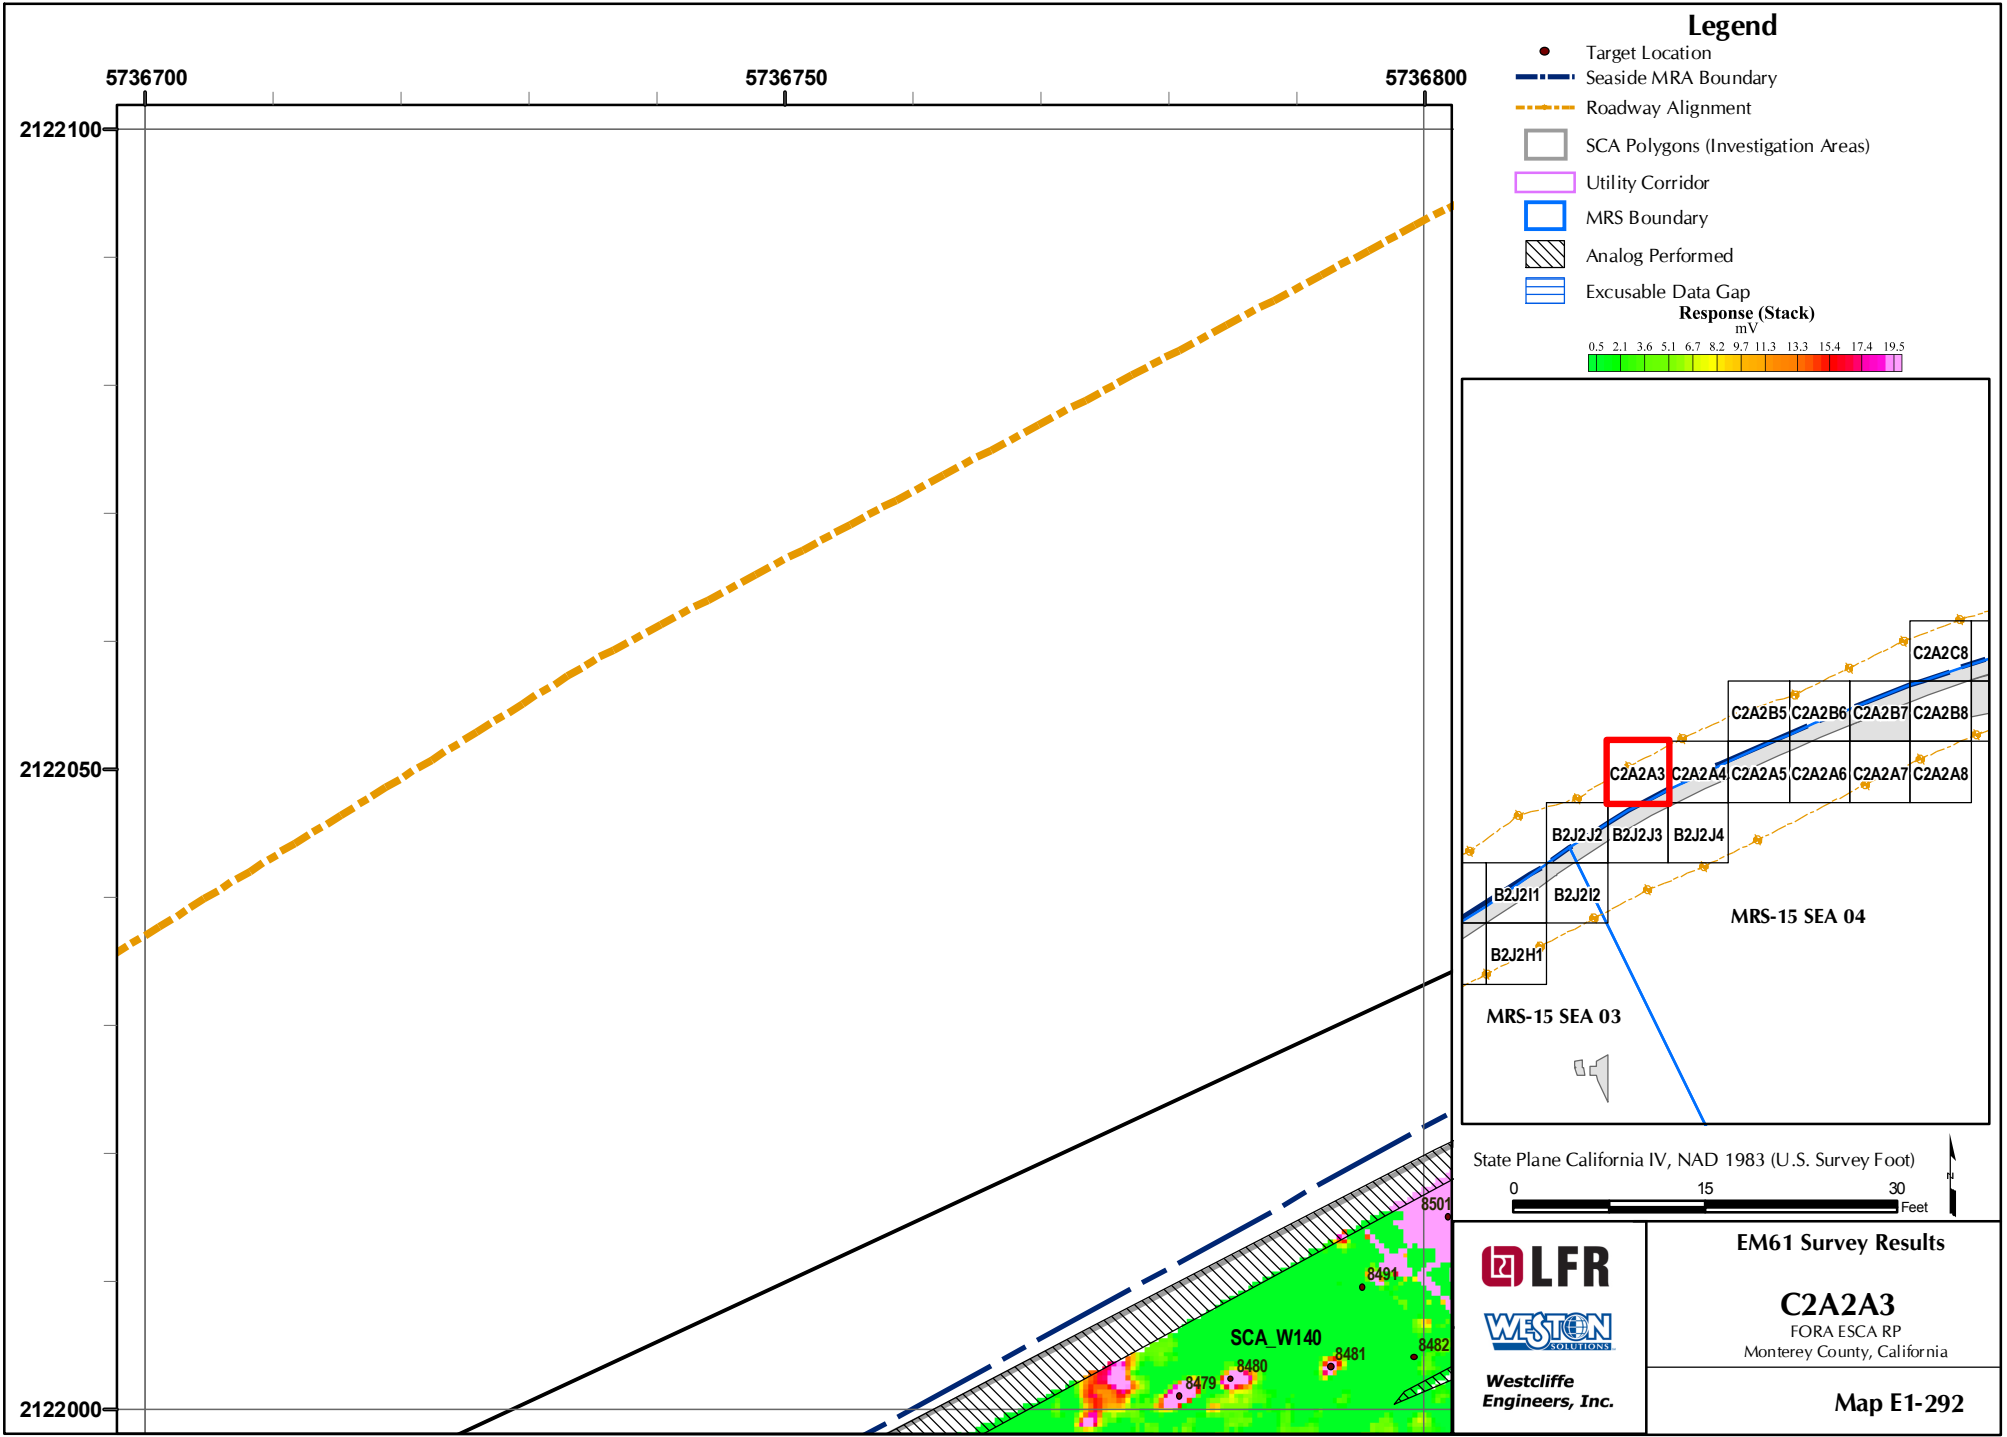 5736700
5736750
5736800
2122100
2122050
2122000
8501
8491
SCA_W140
8482
8481
8480
8479
Legend
Target Location
Seaside MRA Boundary
Roadway Alignment
SCA Polygons (Investigation Areas)
Utility Corridor
MRS Boundary
Analog Performed
Excusable Data Gap
Response (Stack)
mV
0.5 2.1 3.6 5.1 6.7 8.2 9.7 11.3 13.3 15.4 17.4 19.5
C2A2C8
C2A2B5 C2A2B6 C2A2B7 C2A2B8
C2A2A3 C2A2A4 C2A2A5 C2A2A6 C2A2A7 C2A2A8
B2J2J2 B2J2J3 B2J2J4
B2J2I1 B2J2I2
MRS-15 SEA 04
B2J2H1
MRS-15 SEA 03
State Plane California IV, NAD 1983 (U.S. Survey Foot)
0 15 30
Feet
N
LFR
WESTON
SOLUTIONS
Westcliffe
Engineers, Inc.
EM61 Survey Results
C2A2A3
FORA ESCA RP
Monterey County, California
Map E1-292